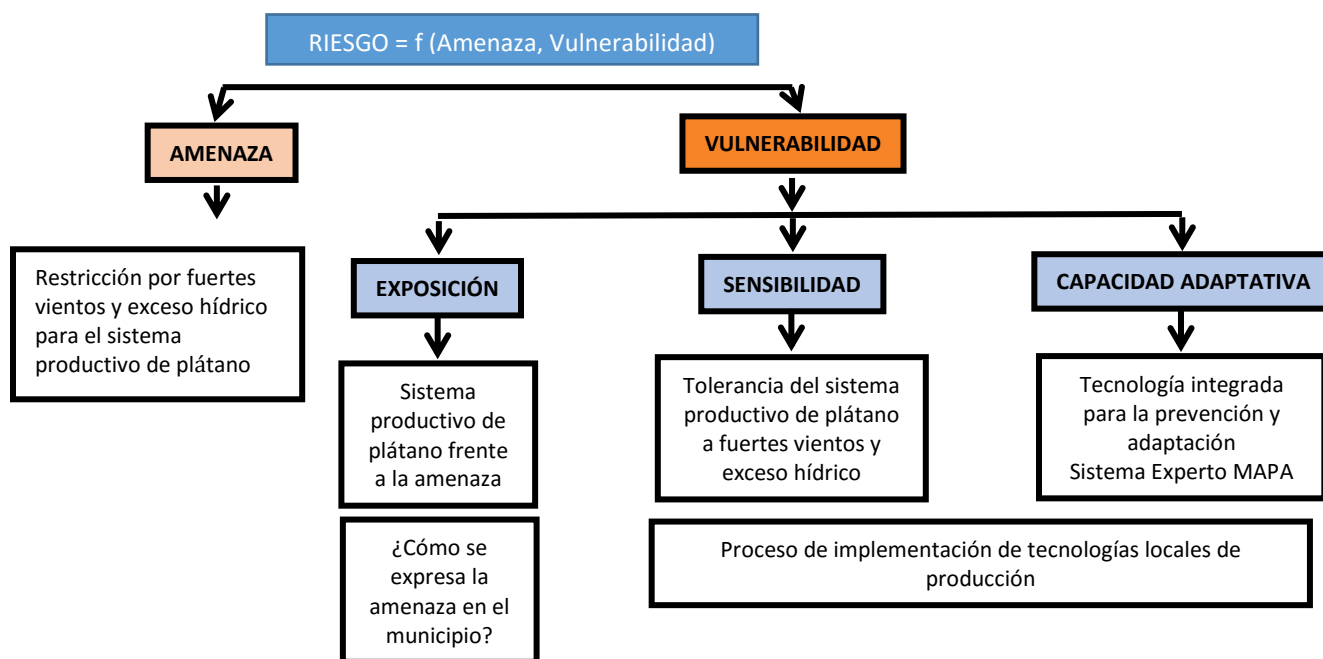 RIESGO = f (Amenaza, Vulnerabilidad)
AMENAZA
VULNERABILIDAD
Restricción por fuertes
vientos y exceso hídrico
para el sistema
productivo de plátano
EXPOSICIÓN
SENSIBILIDAD
CAPACIDAD ADAPTATIVA
Sistema
productivo de
plátano frente
a la amenaza
Tolerancia del sistema
productivo de plátano
a fuertes vientos y
exceso hídrico
Tecnología integrada
para la prevención y
adaptación
Sistema Experto MAPA
¿Cómo se
expresa la
amenaza en el
municipio?
Proceso de implementación de tecnologías locales de
producción